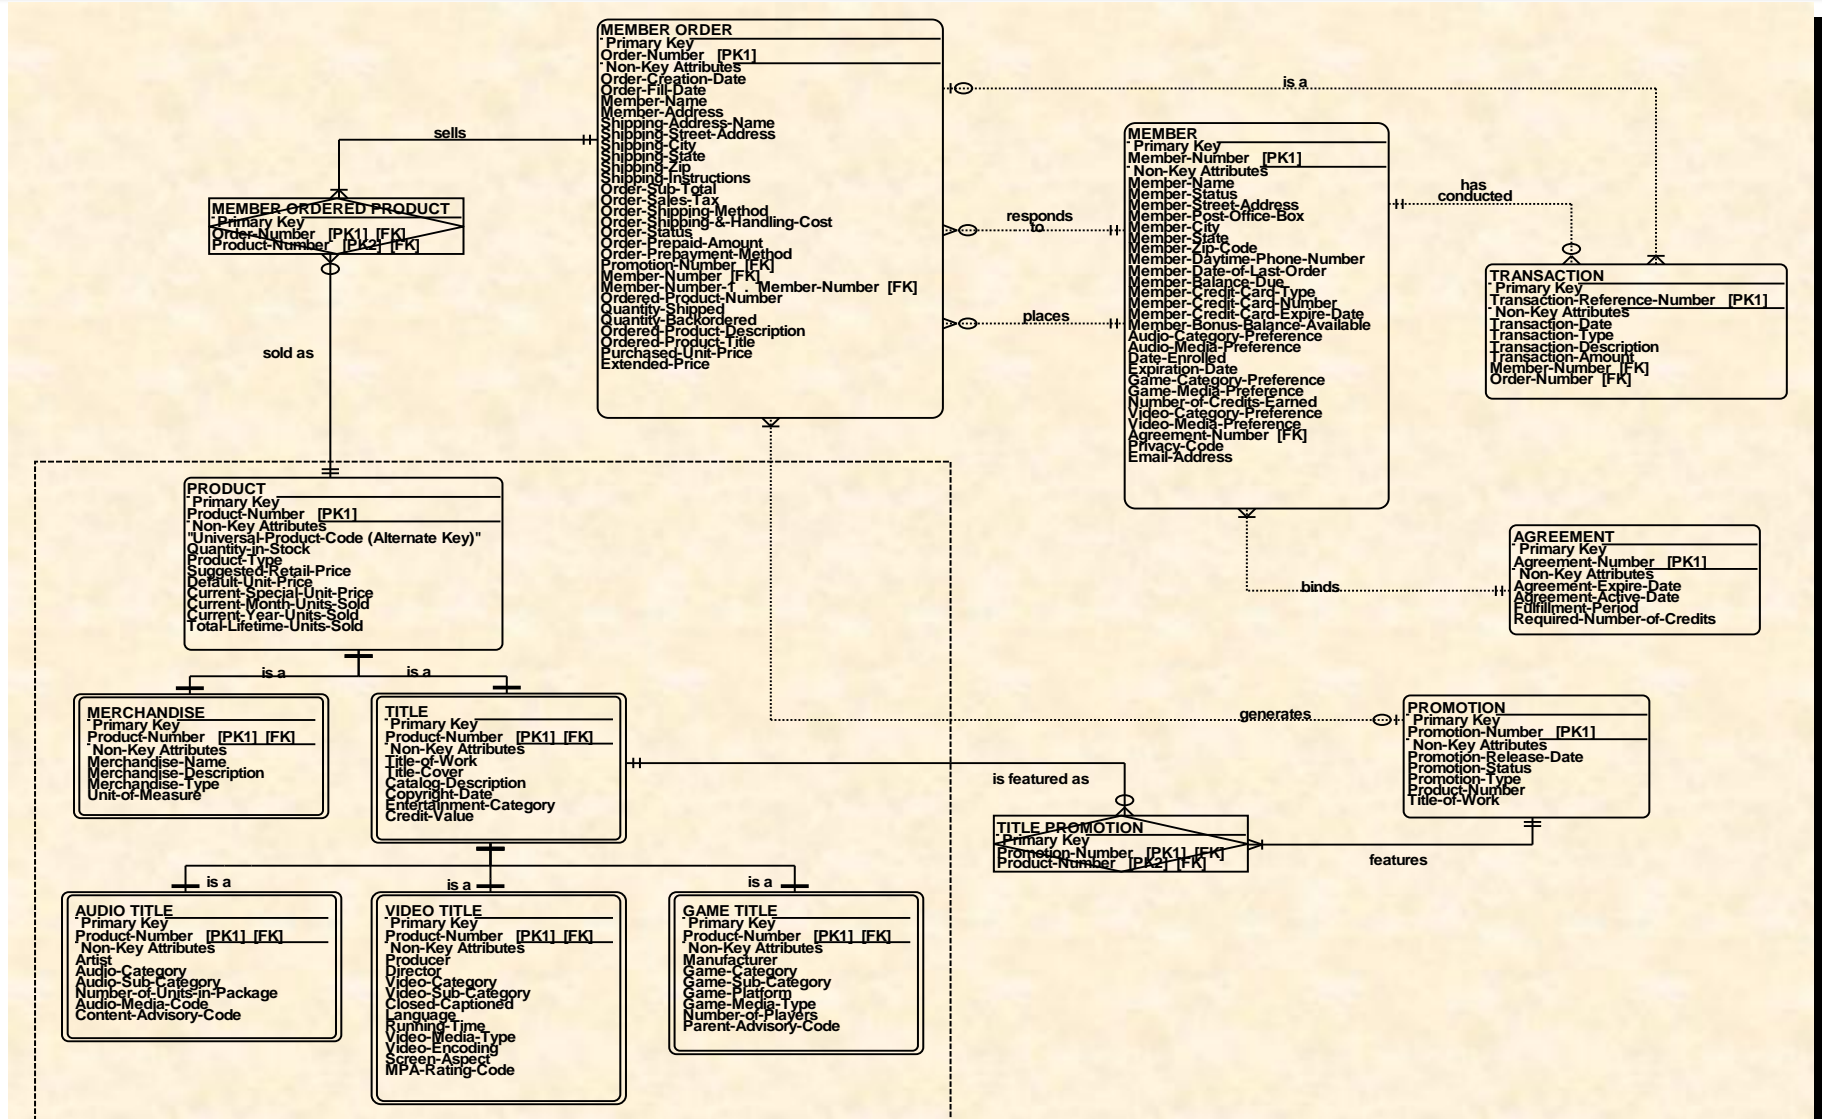 MEMBER ORDER
Primary Key
Order-Number [PK1]
Non-Key Attributes
Order-Creation-Date
Order-Fill-Date
Member-Name
Member-Address
Shipping-Address-Name
Shipping-Street-Address
Shipping-City
Shipping-State
Shipping-Zip
Shipping-Instructions
Order-Sub-Total
Order-Sales-Tax
Order-Shipping-Method
Order-Shipping-&-Handling-Cost
Order-Status
Order-Prepaid-Amount
Order-Prepayment-Method
Promotion-Number [FK]
Member-Number [FK]
Member-Number-1 . Member-Number [FK]
Ordered-Product-Number
Quantity-Shipped
Quantity-Backordered
Ordered-Product-Description
Ordered-Product-Title
Purchased-Unit-Price
Extended-Price
is a
sells
MEMBER ORDERED PRODUCT
Primary Key
Order-Number [PK1] [FK]
Product-Number [PK2] [FK]
responds
to
places
MEMBER
Primary Key
Member-Number [PK1]
Non-Key Attributes
Member-Name
Member-Status
Member-Street-Address
Member-Post-Office-Box
Member-City
Member-State
Member-Zip-Code
Member-Daytime-Phone-Number
Member-Date-of-Last-Order
Member-Balance-Due
Member-Credit-Card-Type
Member-Credit-Card-Number
Member-Credit-Card-Expire-Date
Member-Bonus-Balance-Available
Audio-Category-Preference
Audio-Media-Preference
Date-Enrolled
Expiration-Date
Game-Category-Preference
Game-Media-Preference
Number-of-Credits-Earned
Video-Category-Preference
Video-Media-Preference
Agreement-Number [FK]
Privacy-Code
Email-Address
has
conducted
TRANSACTION
Primary Key
Transaction-Reference-Number [PK1]
Non-Key Attributes
Transaction-Date
Transaction-Type
Transaction-Description
Transaction-Amount
Member-Number [FK]
Order-Number [FK]
sold as
PRODUCT
Primary Key
Product-Number [PK1]
Non-Key Attributes
"Universal-Product-Code (Alternate Key)"
Quantity-in-Stock
Product-Type
Suggested-Retail-Price
Default-Unit-Price
Current-Special-Unit-Price
Current-Month-Units-Sold
Current-Year-Units-Sold
Total-Lifetime-Units-Sold
binds
AGREEMENT
Primary Key
Agreement-Number [PK1]
Non-Key Attributes
Agreement-Expire-Date
Agreement-Active-Date
Fulfillment-Period
Required-Number-of-Credits
is a
is a
MERCHANDISE
Primary Key
Product-Number [PK1] [FK]
Non-Key Attributes
Merchandise-Name
Merchandise-Description
Merchandise-Type
Unit-of-Measure
TITLE
Primary Key
Product-Number [PK1] [FK]
Non-Key Attributes
Title-of-Work
Title-Cover
Catalog-Description
Copyright-Date
Entertainment-Category
Credit-Value
generates
PROMOTION
Primary Key
Promotion-Number [PK1]
Non-Key Attributes
Promotion-Release-Date
Promotion-Status
Promotion-Type
Product-Number
Title-of-Work
is featured as
TITLE PROMOTION
Primary Key
Promotion-Number [PK1] [FK]
Product-Number [PK2] [FK]
features
is a
is a
is a
AUDIO TITLE
Primary Key
Product-Number [PK1] [FK]
Non-Key Attributes
Artist
Audio-Category
Audio-Sub-Category
Number-of-Units-in-Package
Audio-Media-Code
Content-Advisory-Code
VIDEO TITLE
Primary Key
Product-Number [PK1] [FK]
Non-Key Attributes
Producer
Director
Video-Category
Video-Sub-Category
Closed-Captioned
Language
Running-Time
Video-Media-Type
Video-Encoding
Screen-Aspect
MPA-Rating-Code
GAME TITLE
Primary Key
Product-Number [PK1] [FK]
Non-Key Attributes
Manufacturer
Game-Category
Game-Sub-Category
Game-Platform
Game-Media-Type
Number-of-Players
Parent-Advisory-Code